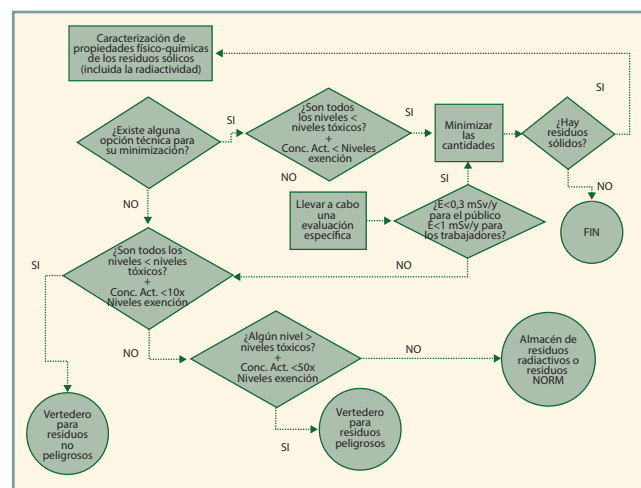 Caracterización de
propiedades físico-químicas
de los residuos sólicos
(incluida la radiactividad)
SI
¿Existe alguna
opción técnica para
su minimización?
SI
¿Son todos
los niveles <
niveles tóxicos?
+
Conc. Act. < Niveles
exención
SI
Minimizar
las
cantidades
¿Hay
residuos
sólidos?
NO
SI
NO
NO
Llevar a cabo
una
evaluación
específica
¿E<0,3 mSv/y
para el público
E<1 mSv/y para
los trabajadores?
FIN
SI
¿Son todos los
niveles < niveles
tóxicos?
+
Conc. Act. <10x
Niveles exención
NO
NO
¿Algún nivel >
niveles tóxicos?
+
Conc. Act. <50x
Niveles exención
NO
Almacén de
residuos
radiactivos o
residuos
NORM
Vertedero
para
residuos
no
peligrosos
SI
Vertedero
para
residuos
peligrosos